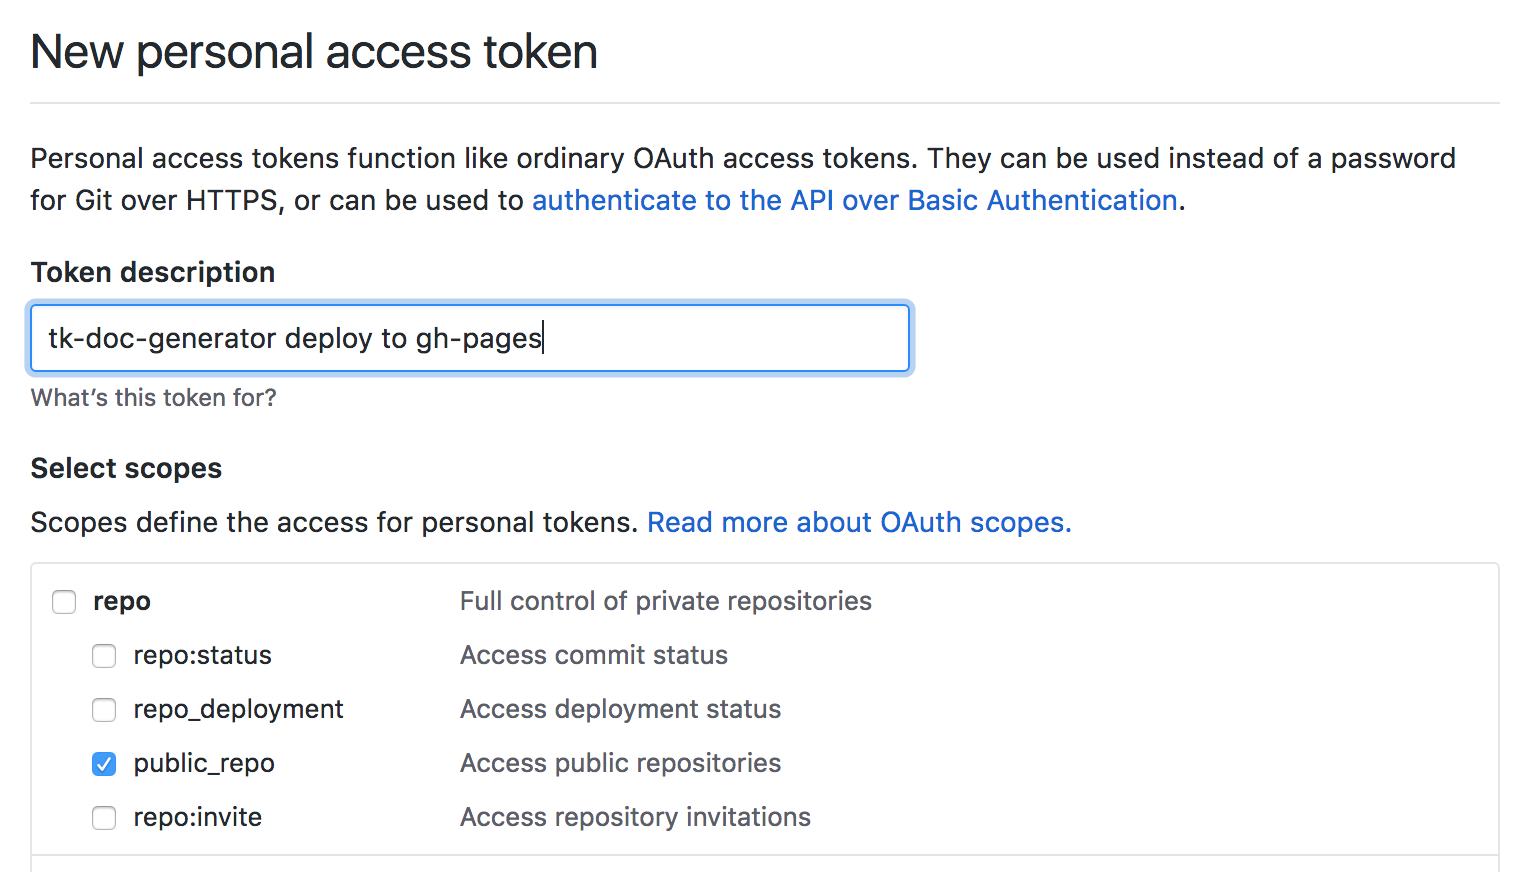 New personal access token
Personal access tokens function like ordinary OAuth access tokens. They can be used instead of a password
for Git over HTTPS, or can be used to authenticate to the API over Basic Authentication.
Token description
tk-doc-generator deploy to gh-pages
What’s this token for?
Select scopes
Scopes define the access for personal tokens. Read more about OAuth scopes.
repo Full control of private repositories
repo:status Access commit status
repo_deployment Access deployment status
public_repo Access public repositories
repo:invite Access repository invitations